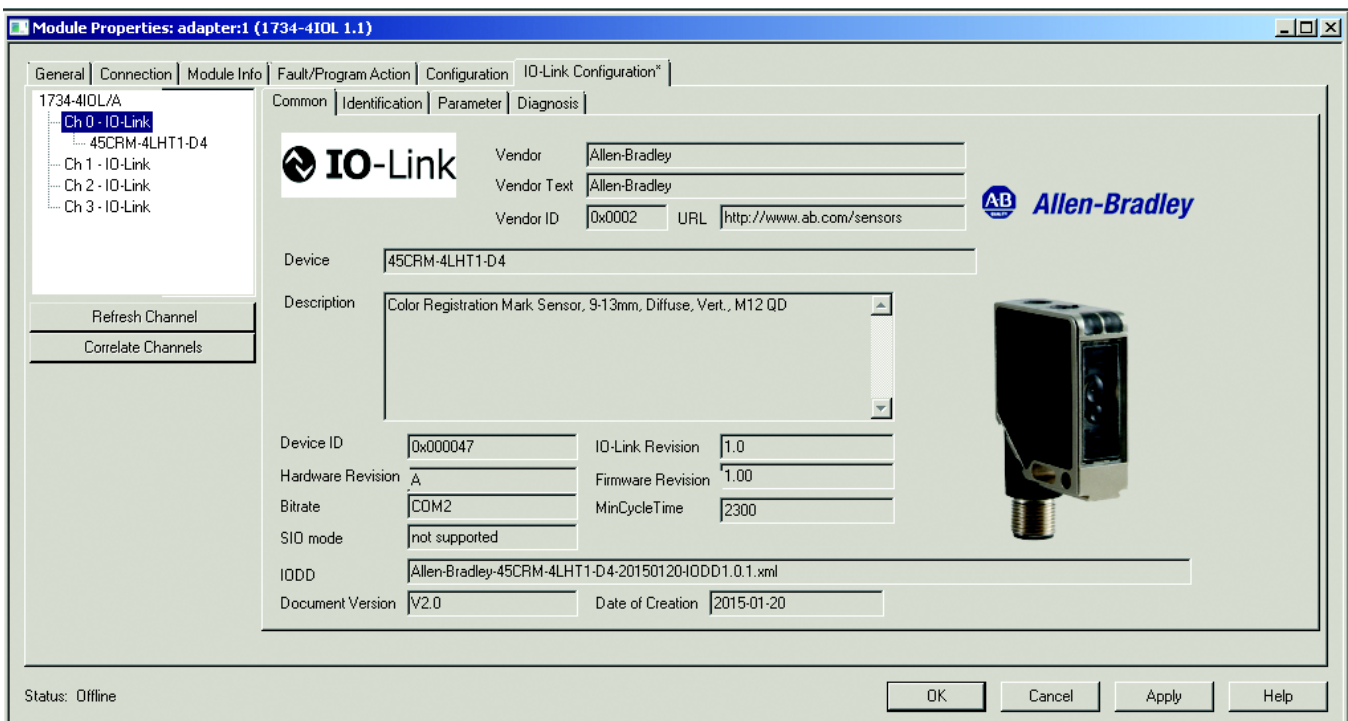 Module Properties: adapter:1 (1734-4IOL 1.1)
General Connection Module Info Fault/Program Action Configuration IO-Link Configuration*
1734-4IOL/A
Ch 0 - IO-Link
45CRM-4LHT1-D4
Ch 1 - IO-Link
Ch 2 - IO-Link
Ch 3 - IO-Link
Refresh Channel
Correlate Channels
Common Identification Parameter Diagnosis
IO-Link
Vendor Allen-Bradley
Vendor Text Allen-Bradley
Vendor ID 0x0002 URL http://www.ab.com/sensors
AB Allen-Bradley
Device 45CRM-4LHT1-D4
Description Color Registration Mark Sensor, 9-13mm, Diffuse, Vert., M12 QD
Device ID 0x000047 IO-Link Revision 1.0
Hardware Revision A Firmware Revision 1.00
Bitrate COM2 MinCycleTime 2300
SIO mode not supported
IODD Allen-Bradley-45CRM-4LHT1-D4-20150120-IODD1.0.1.xml
Document Version V2.0 Date of Creation 2015-01-20
Status: Offline
OK Cancel Apply Help